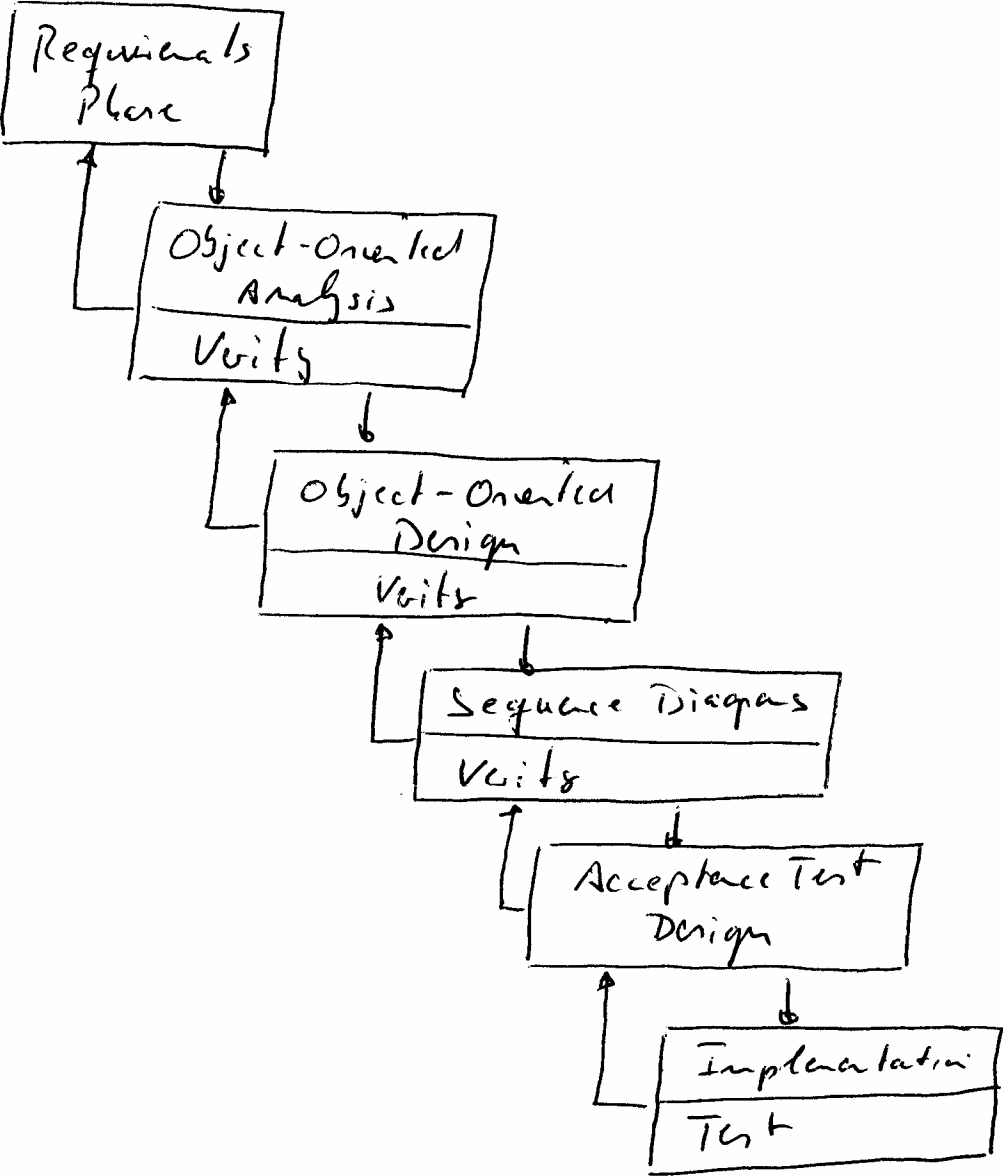 Requirements
Phase
Object-Oriented
Analysis
Verify
Object-Oriented
Design
Verify
Sequence Diagrams
Verify
Acceptance Test
Design
Implementation
Test